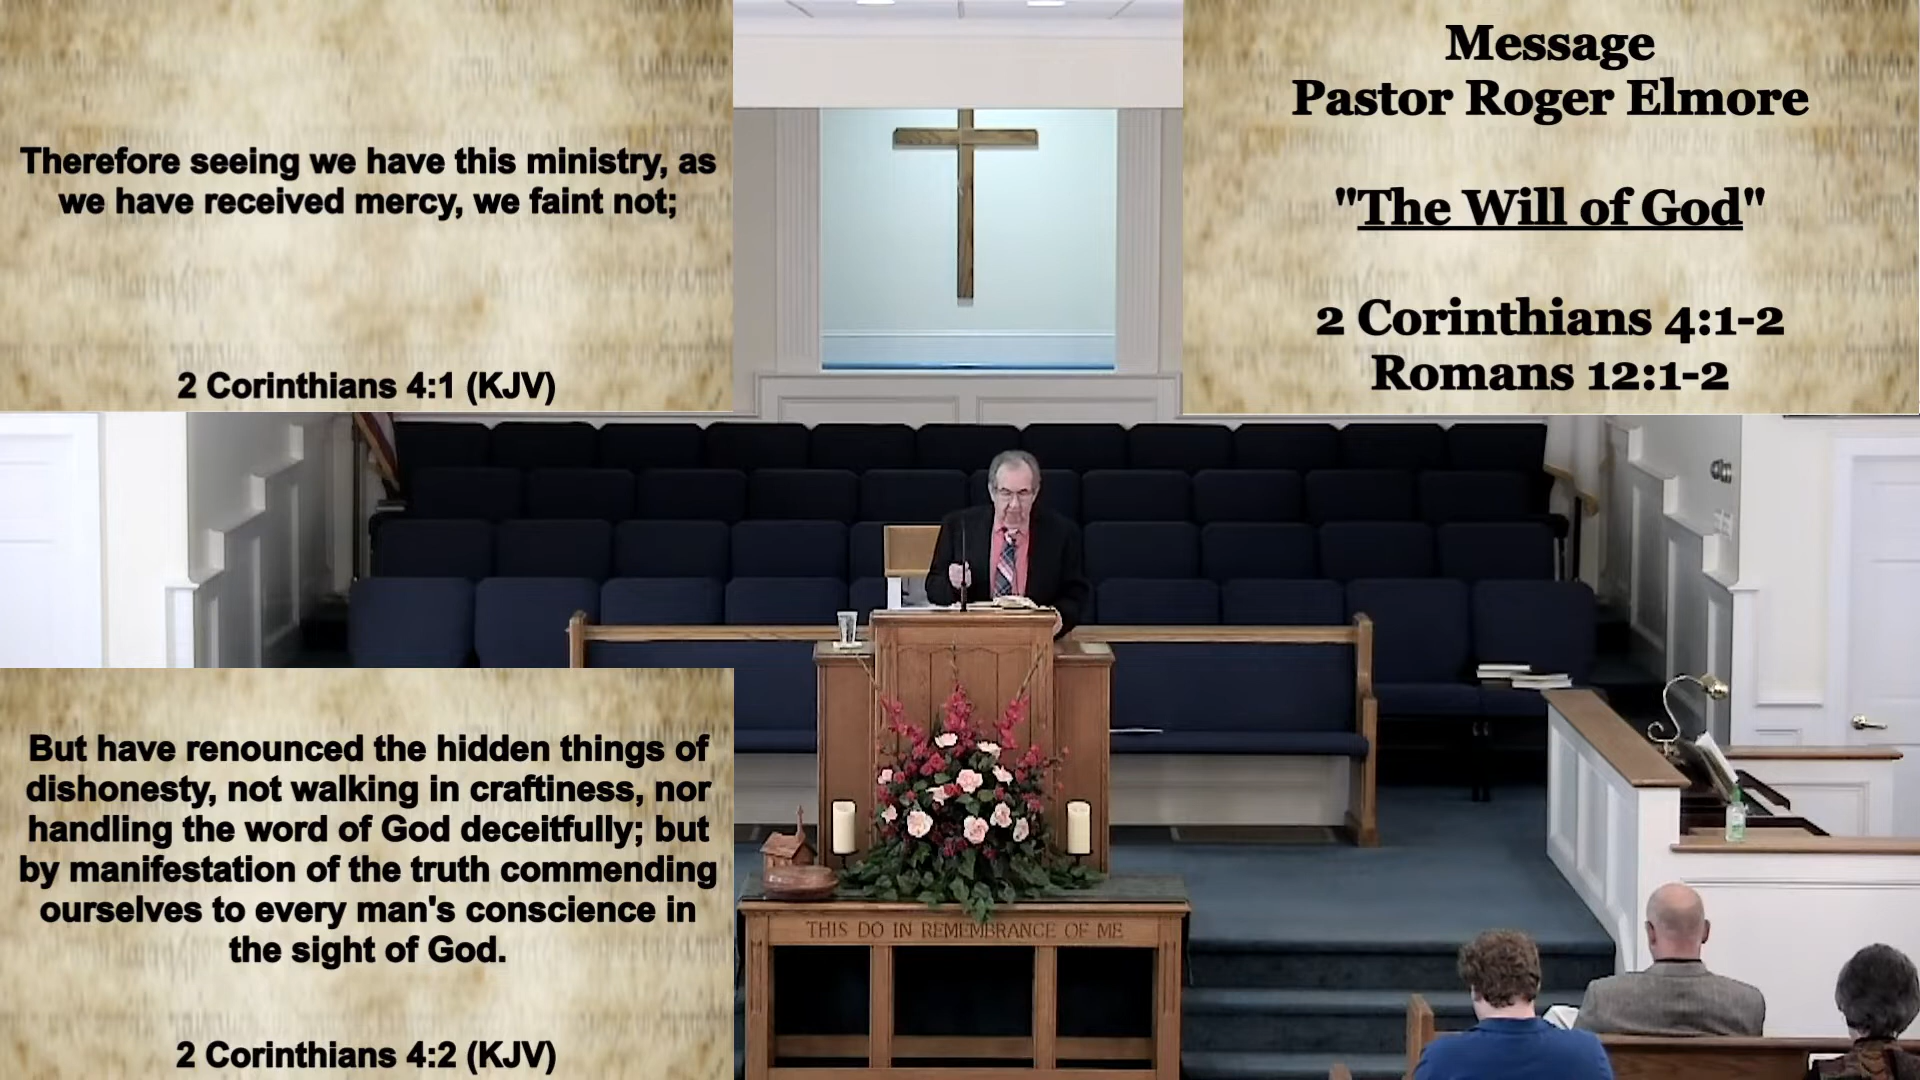 Therefore seeing we have this ministry, as
we have received mercy, we faint not;
2 Corinthians 4:1 (KJV)
Message
Pastor Roger Elmore
"The Will of God"
2 Corinthians 4:1-2
Romans 12:1-2
But have renounced the hidden things of
dishonesty, not walking in craftiness, nor
handling the word of God deceitfully; but
by manifestation of the truth commending
ourselves to every man's conscience in
the sight of God.
2 Corinthians 4:2 (KJV)
THIS DO IN REMEMBRANCE OF ME